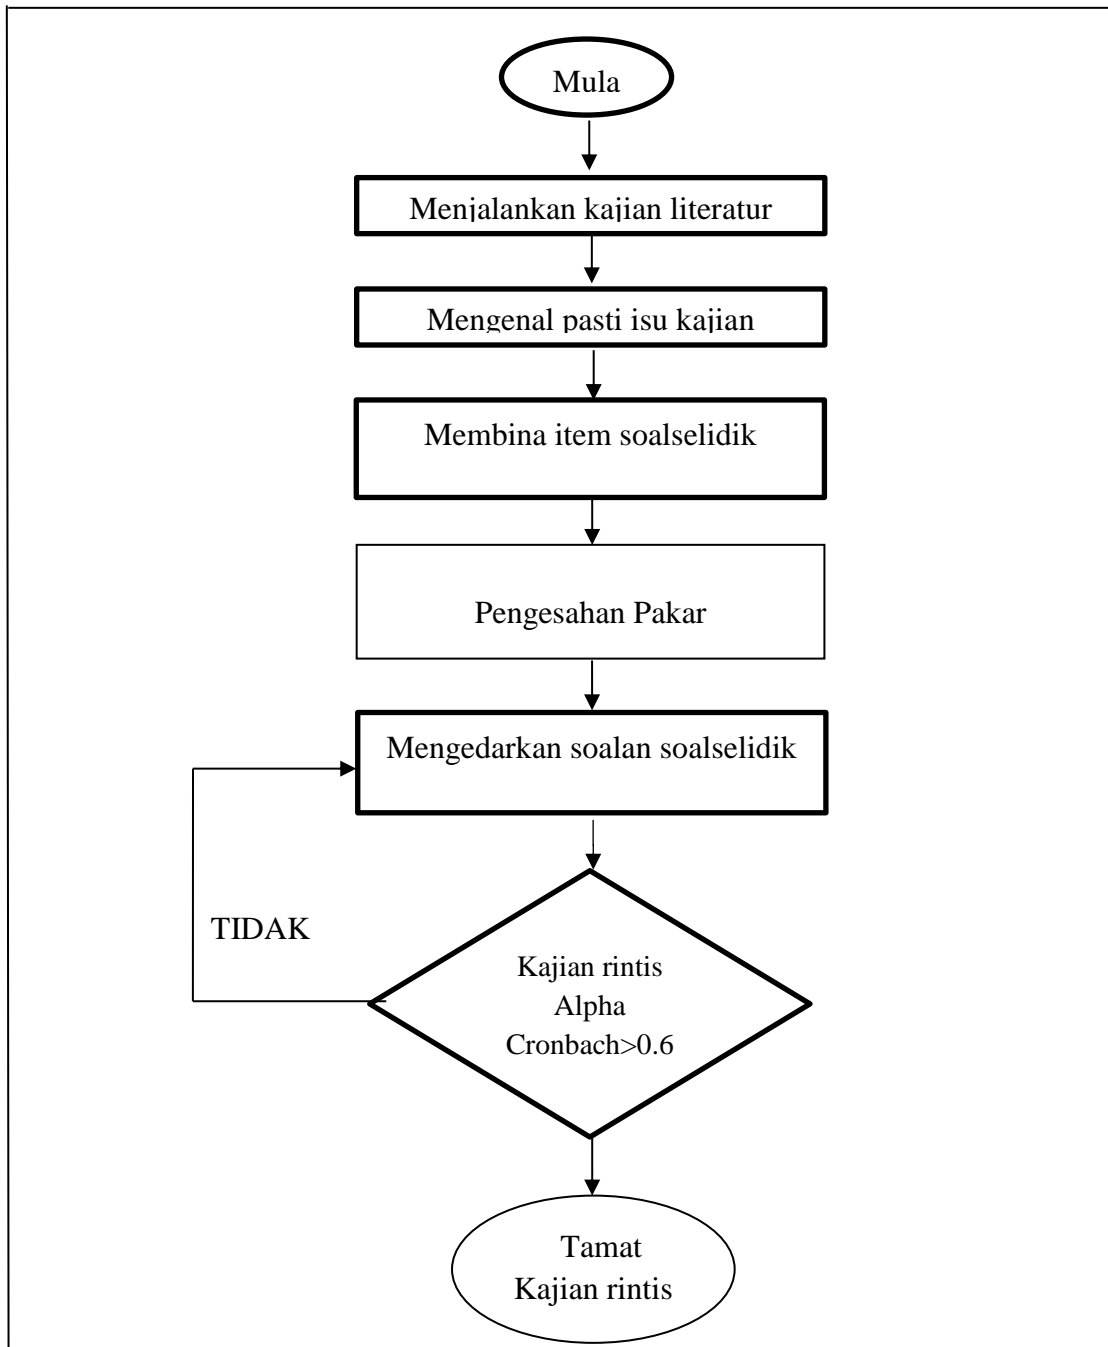 Mula
Menjalankan kajian literatur
Mengenal pasti isu kajian
Membina item soalselidik
Pengesahan Pakar
Mengedarkan soalan soalselidik
TIDAK
Kajian rintis
Alpha
Cronbach>0.6
Tamat
Kajian rintis